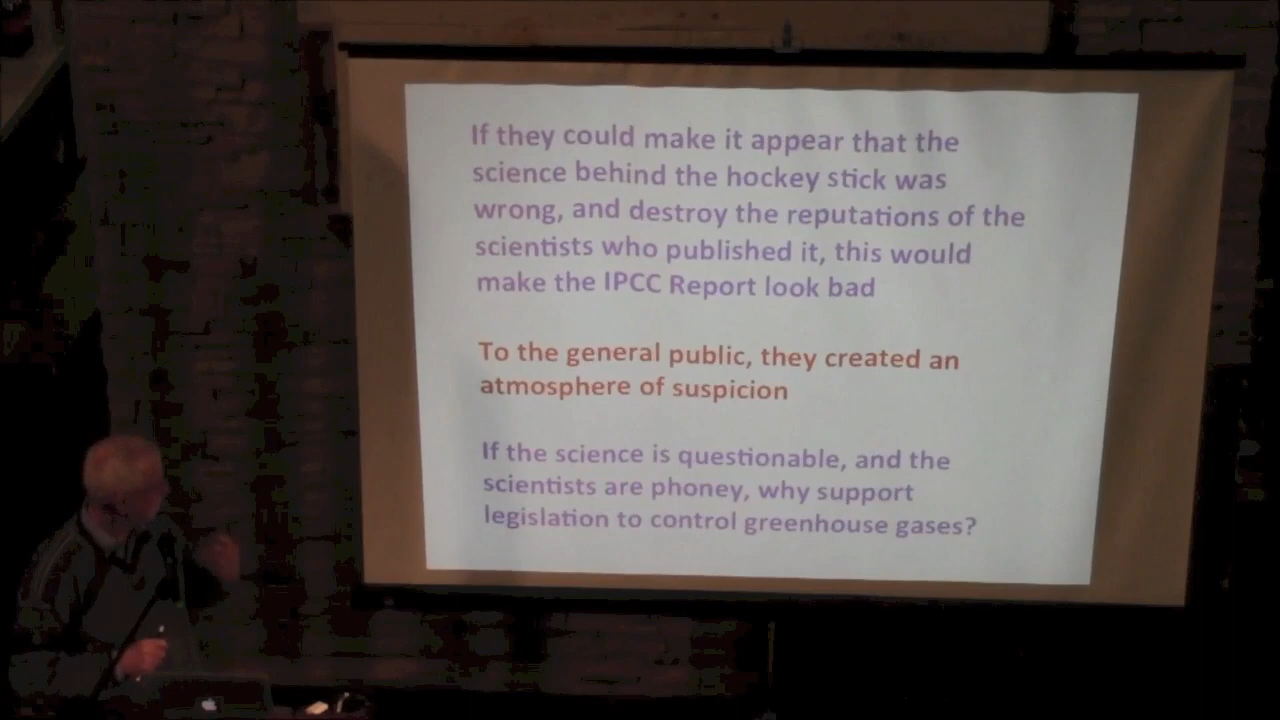 If they could make it appear that the
science behind the hockey stick was
wrong, and destroy the reputations of the
scientists who published it, this would
make the IPCC Report look bad
To the general public, they created an
atmosphere of suspicion
If the science is questionable, and the
scientists are phoney, why support
legislation to control greenhouse gases?